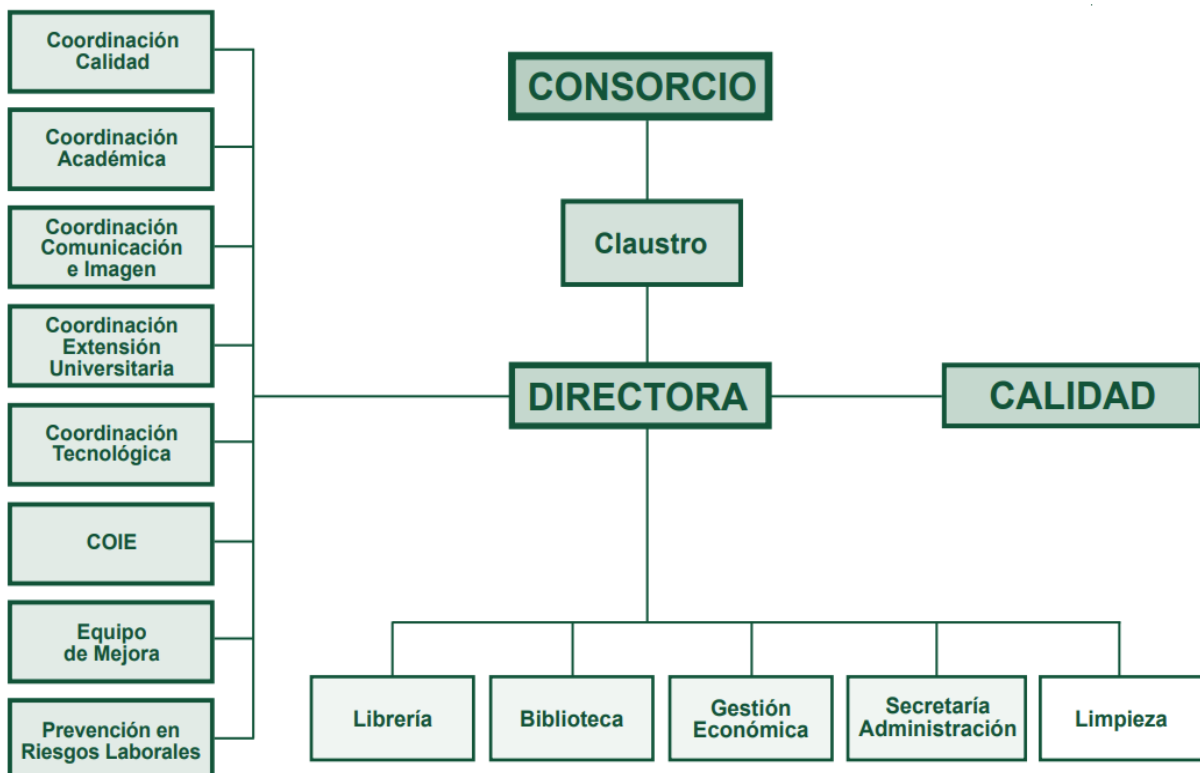 Coordinación
Calidad
Coordinación
Académica
Coordinación
Comunicación
e Imagen
Coordinación
Extensión
Universitaria
Coordinación
Tecnológica
COIE
Equipo
de Mejora
Prevención en
Riesgos Laborales
CONSORCIO
Claustro
DIRECTORA
CALIDAD
Librería
Biblioteca
Gestión
Económica
Secretaría
Administración
Limpieza